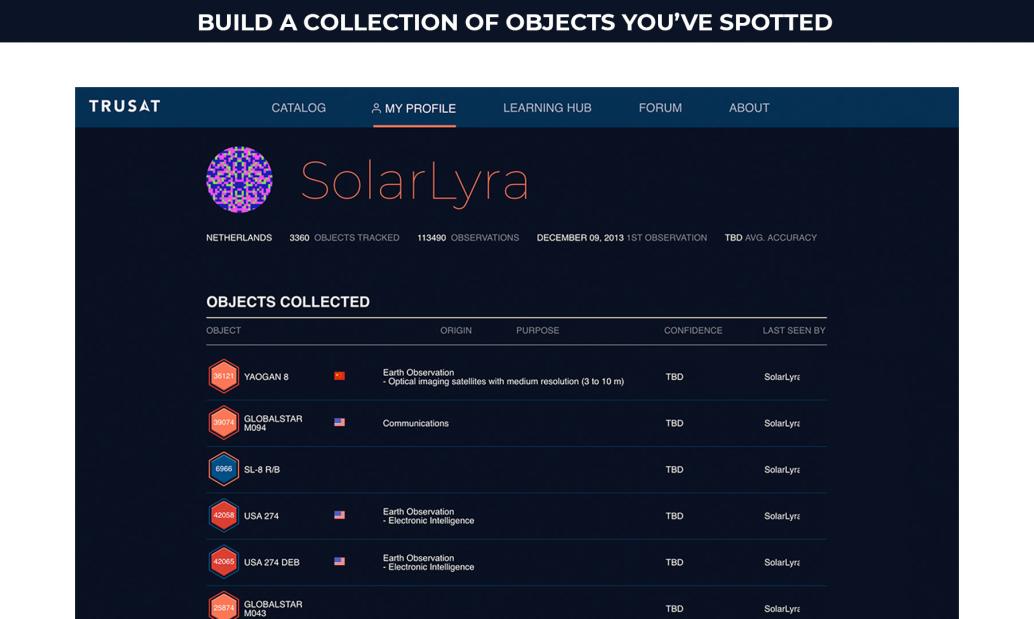 BUILD A COLLECTION OF OBJECTS YOU'VE SPOTTED
TRUSAT CATALOG MY PROFILE LEARNING HUB FORUM ABOUT
SolarLyra
NETHERLANDS 3360 OBJECTS TRACKED 113490 OBSERVATIONS DECEMBER 09, 2013 1ST OBSERVATION TBD AVG. ACCURACY
OBJECTS COLLECTED
OBJECT ORIGIN PURPOSE CONFIDENCE LAST SEEN BY
36121 YAOGAN 8 Earth Observation TBD SolarLyra
- Optical imaging satellites with medium resolution (3 to 10 m)
39074 GLOBALSTAR Communications TBD SolarLyra
M094
6966 SL-8 R/B TBD SolarLyra
42058 USA 274 Earth Observation TBD SolarLyra
- Electronic Intelligence
42065 USA 274 DEB Earth Observation TBD SolarLyra
- Electronic Intelligence
25874 GLOBALSTAR TBD SolarLyra
M043